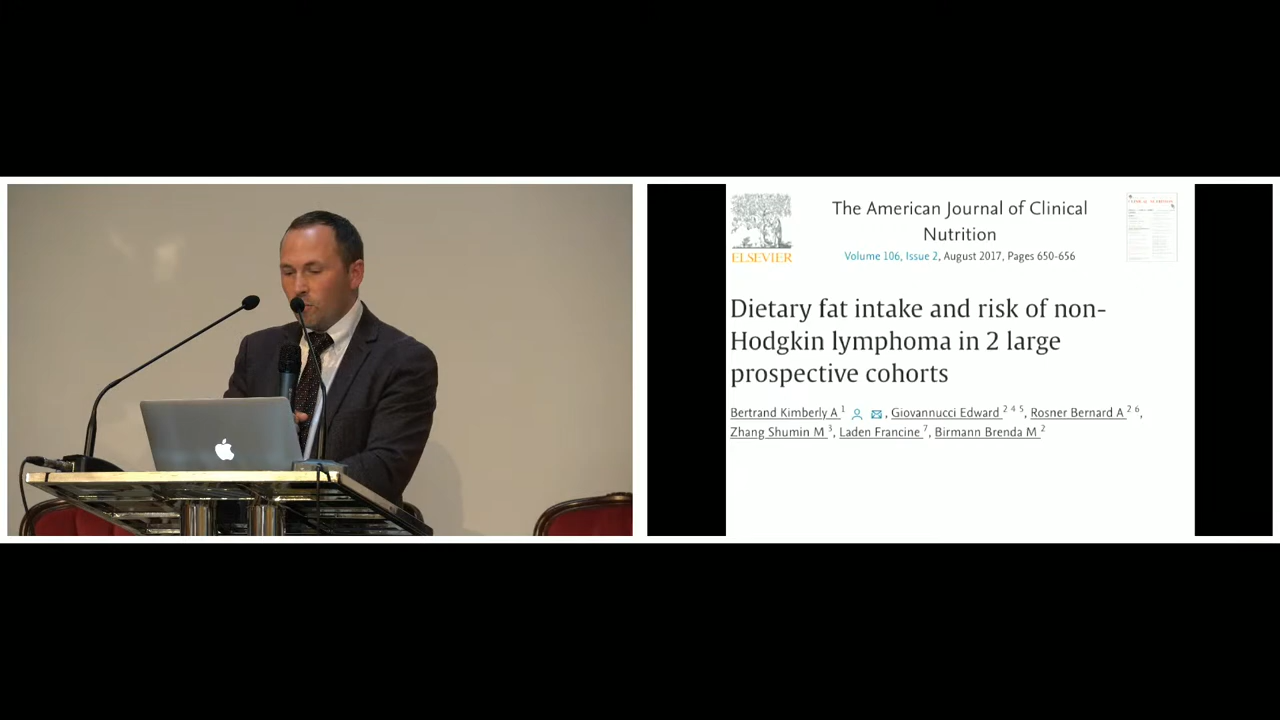 ELSEVIER
The American Journal of Clinical
Nutrition
Volume 106, Issue 2, August 2017, Pages 650-656
CLINICAL NUTRITION
Dietary fat intake and risk of non-
Hodgkin lymphoma in 2 large
prospective cohorts
Bertrand Kimberly A 1 , Giovannucci Edward 2 4 5, Rosner Bernard A 2 6,
Zhang Shumin M 3, Laden Francine 7, Birmann Brenda M 2